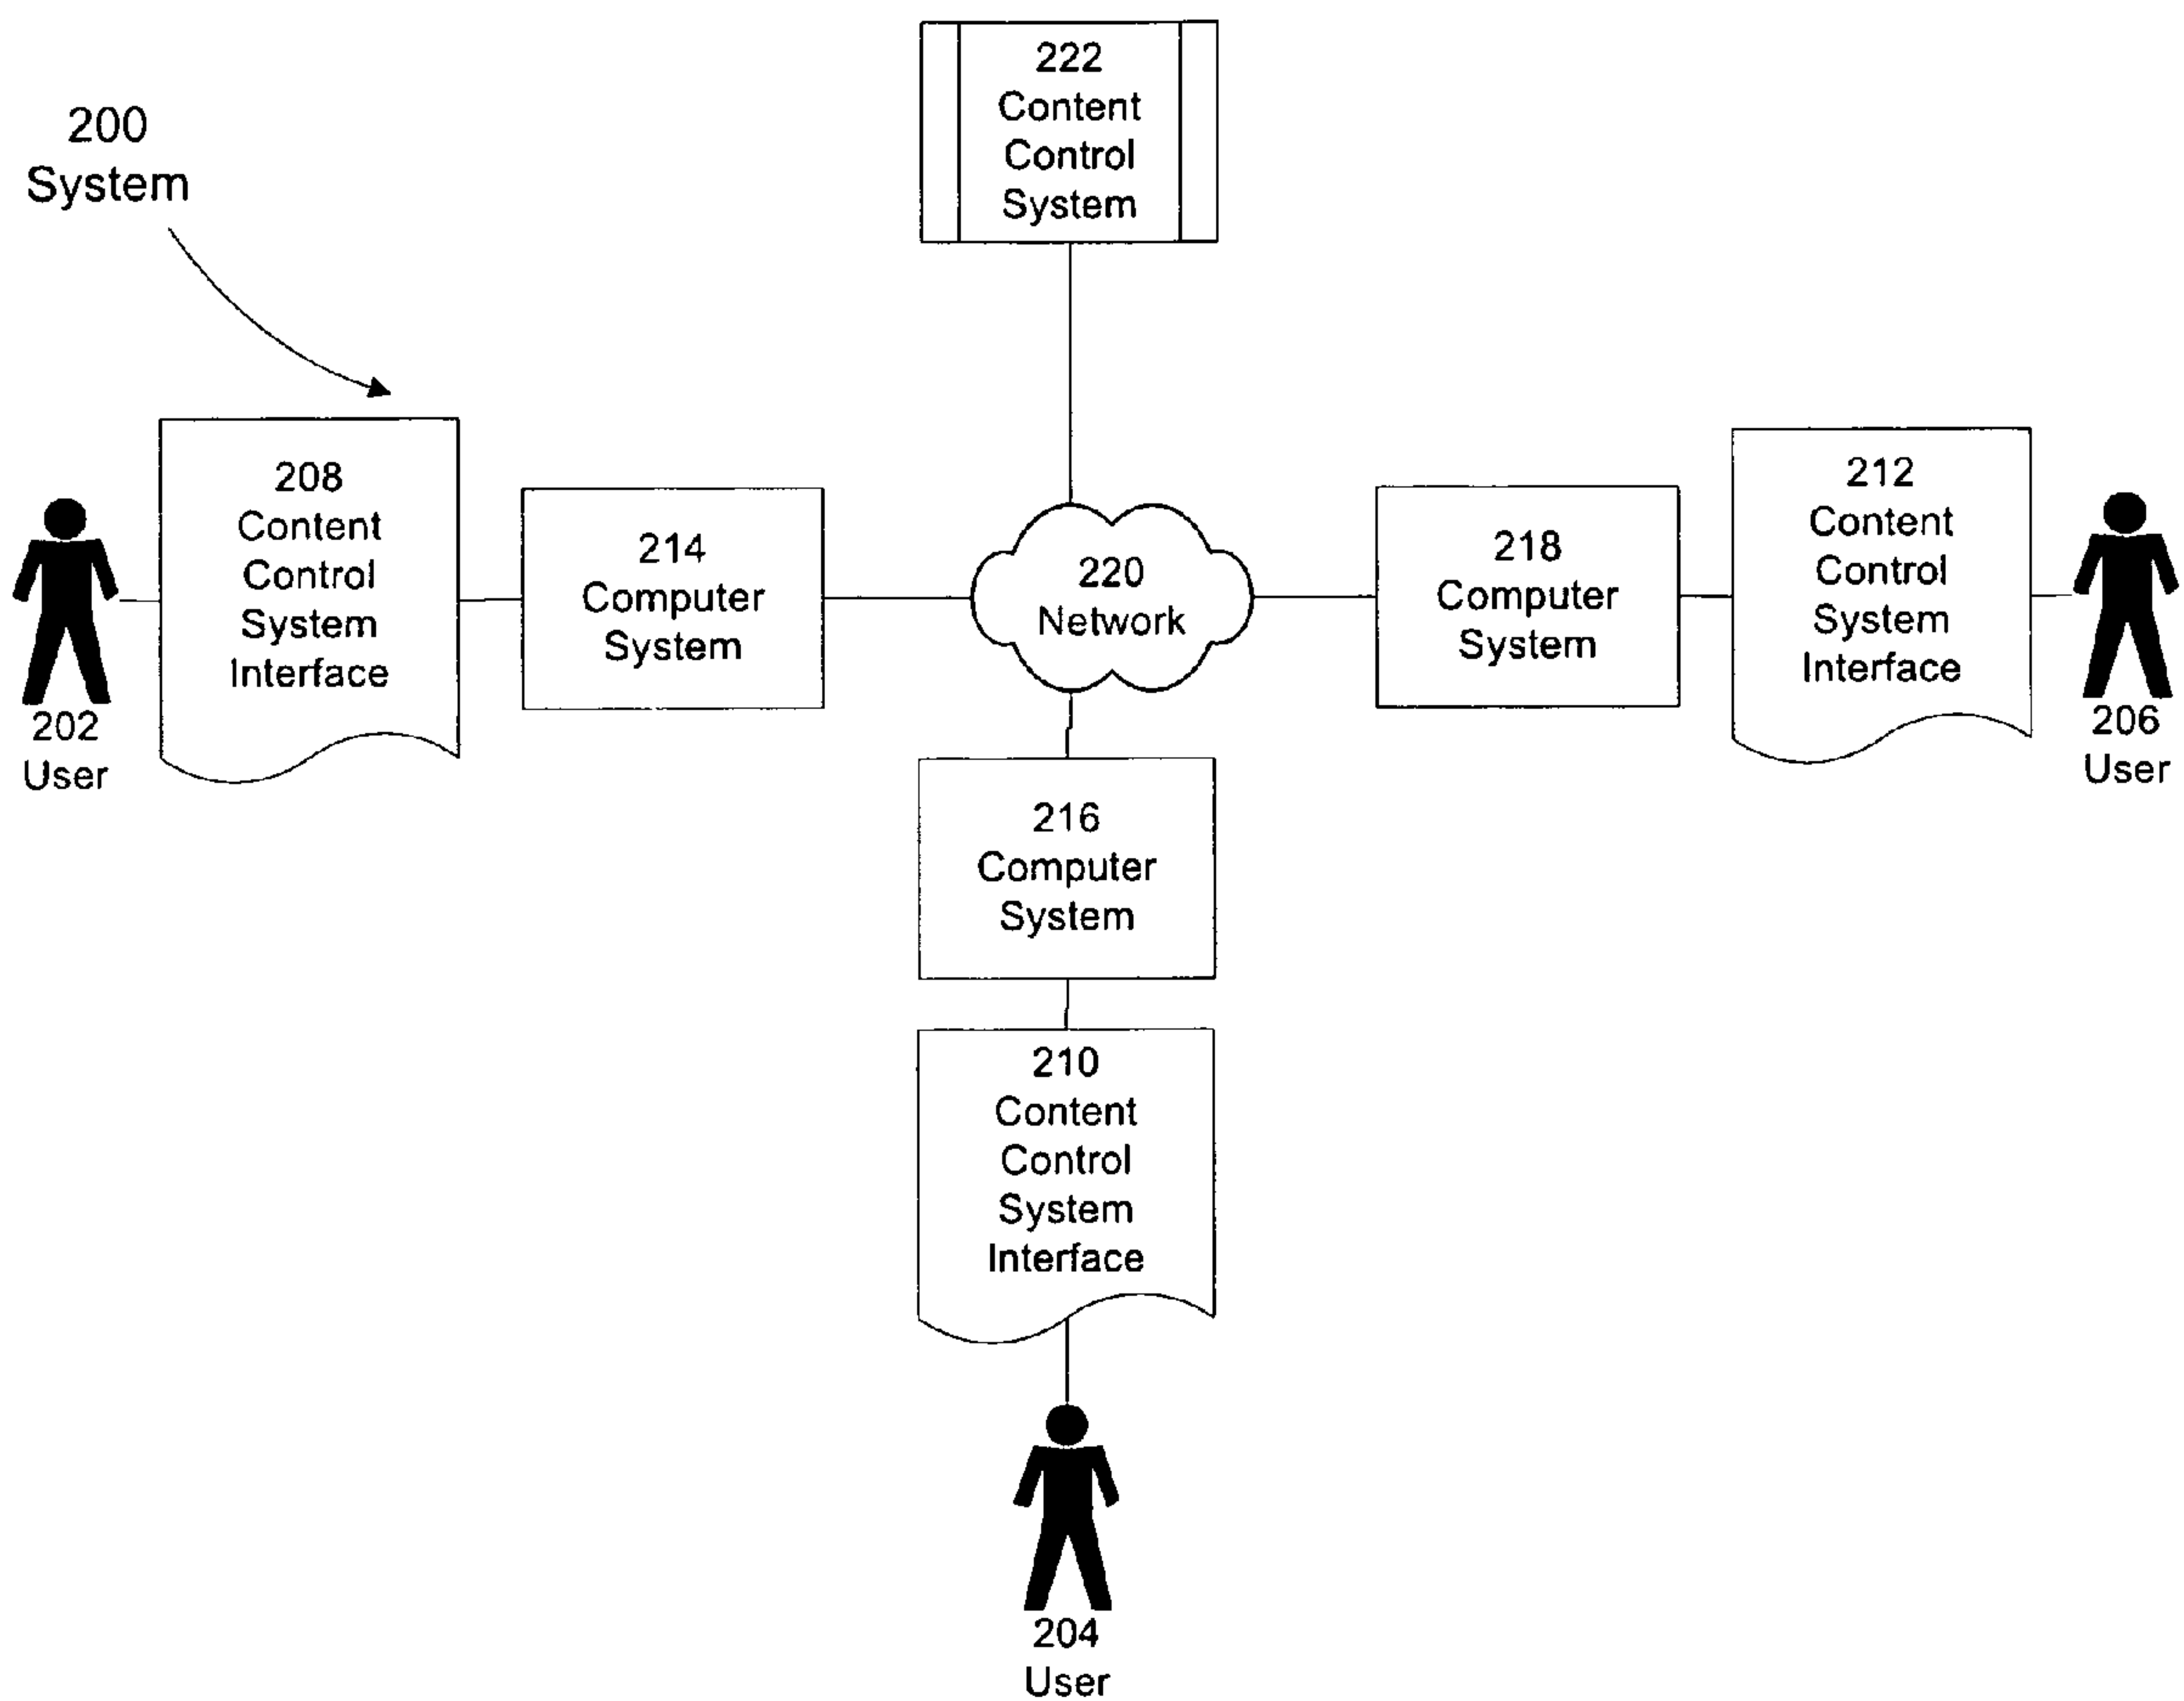 222
Content
Control
System
200
System
208
Content
Control
System
Interface
202
User
214
Computer
System
220
Network
218
Computer
System
212
Content
Control
System
Interface
206
User
216
Computer
System
210
Content
Control
System
Interface
204
User